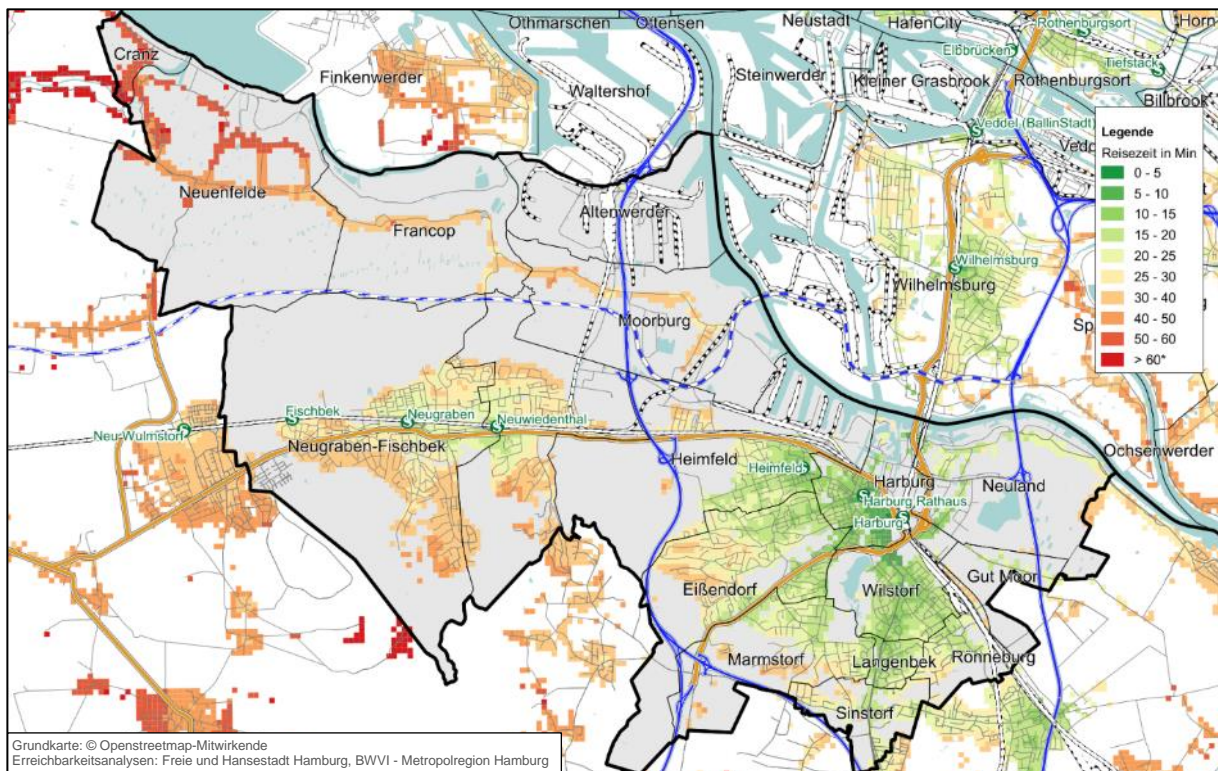 Othmarschen
Ottensen
Neustadt
HafenCity
Rothenburgsort
Horn
Cranz
Finkenwerder
Steinwerder
Kleiner Grasbrook
Elbbrücken
Rothenburgsort
Tiefstack
Waltershof
Billbrook
Veddel (BallinStadt)
Legende
Reisezeit in Min
0 - 5
5 - 10
10 - 15
15 - 20
20 - 25
25 - 30
30 - 40
40 - 50
50 - 60
> 60*
Neuenfelde
Altenwerder
Francop
Wilhelmsburg
Wilhelmsburg
Moorburg
Fischbek
Neugraben
Neuwiedenthal
Neu Wulmstorf
Neugraben-Fischbek
Heimfeld
Heimfeld
Ochsenwerder
Harburg
Neuland
Harburg Rathaus
Harburg
Gut Moor
Eißendorf
Wilstorf
Marmstorf
Langenbek
Rönneburg
Sinstorf
Grundkarte: © Openstreetmap-Mitwirkende
Erreichbarkeitsanalysen: Freie und Hansestadt Hamburg, BWVI - Metropolregion Hamburg